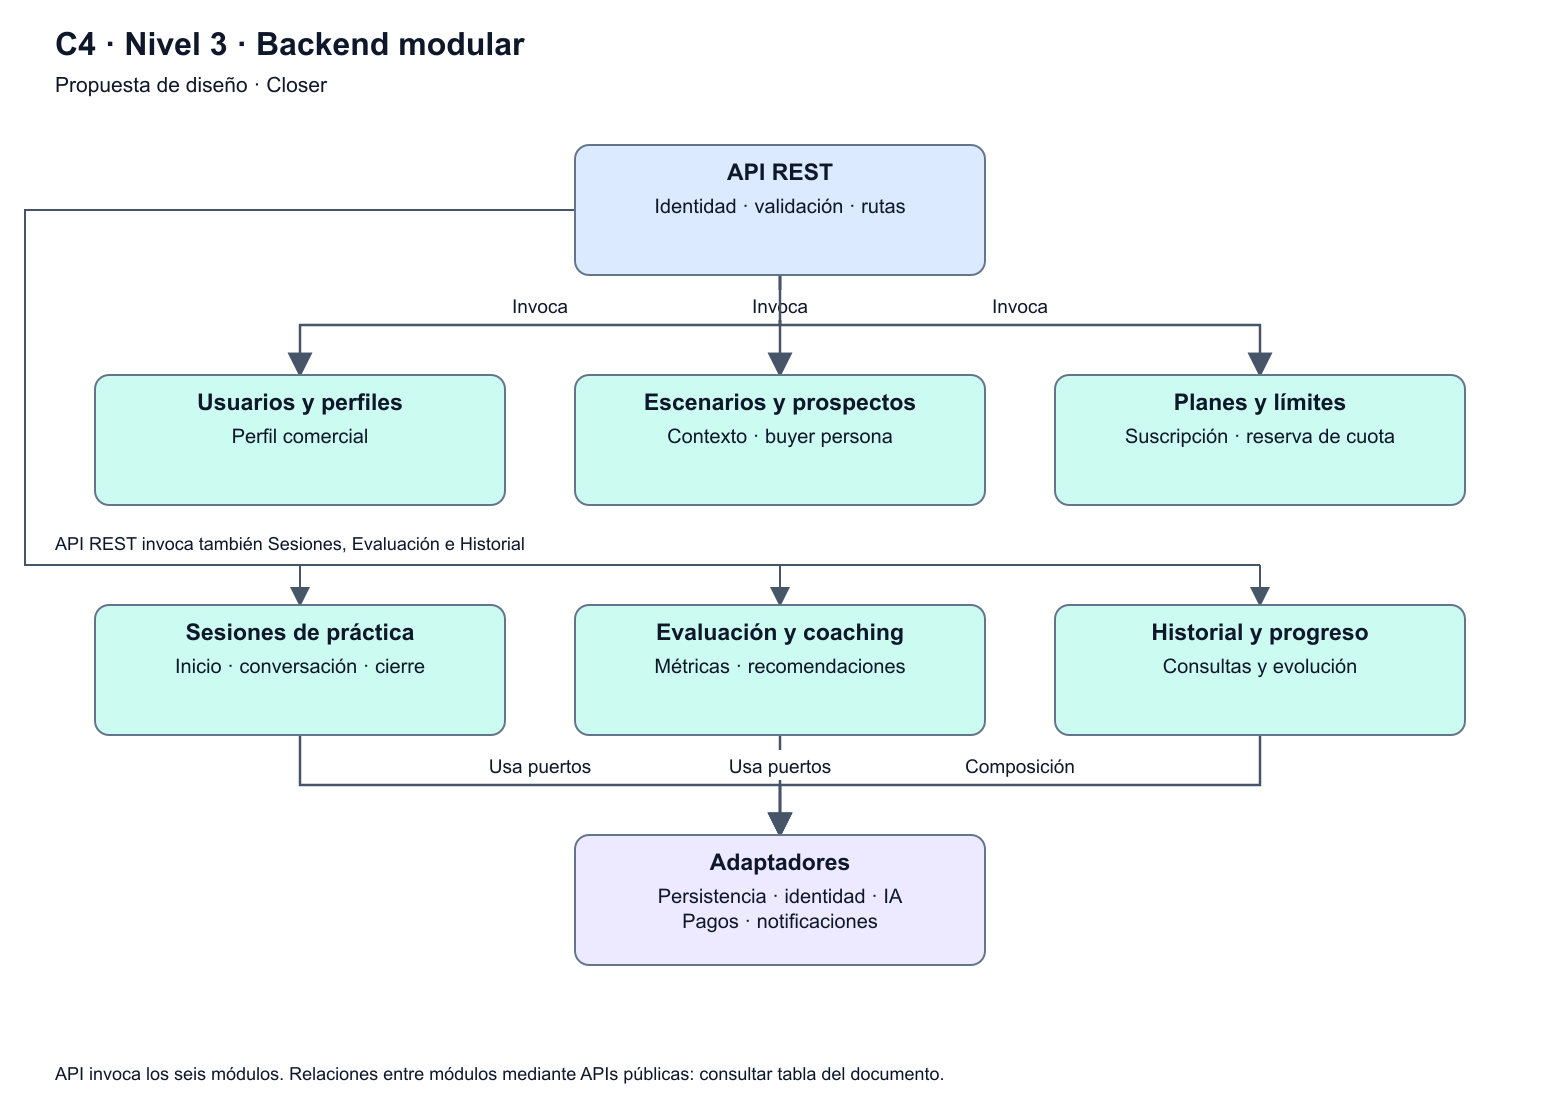 C4 · Nivel 3 · Backend modular
Propuesta de diseño · Closer
API REST
Identidad · validación · rutas
Invoca
Invoca
Invoca
Usuarios y perfiles
Perfil comercial
Escenarios y prospectos
Contexto · buyer persona
Planes y límites
Suscripción · reserva de cuota
API REST invoca también Sesiones, Evaluación e Historial
Sesiones de práctica
Inicio · conversación · cierre
Evaluación y coaching
Métricas · recomendaciones
Historial y progreso
Consultas y evolución
Usa puertos
Usa puertos
Composición
Adaptadores
Persistencia · identidad · IA
Pagos · notificaciones
API invoca los seis módulos. Relaciones entre módulos mediante APIs públicas: consultar tabla del documento.